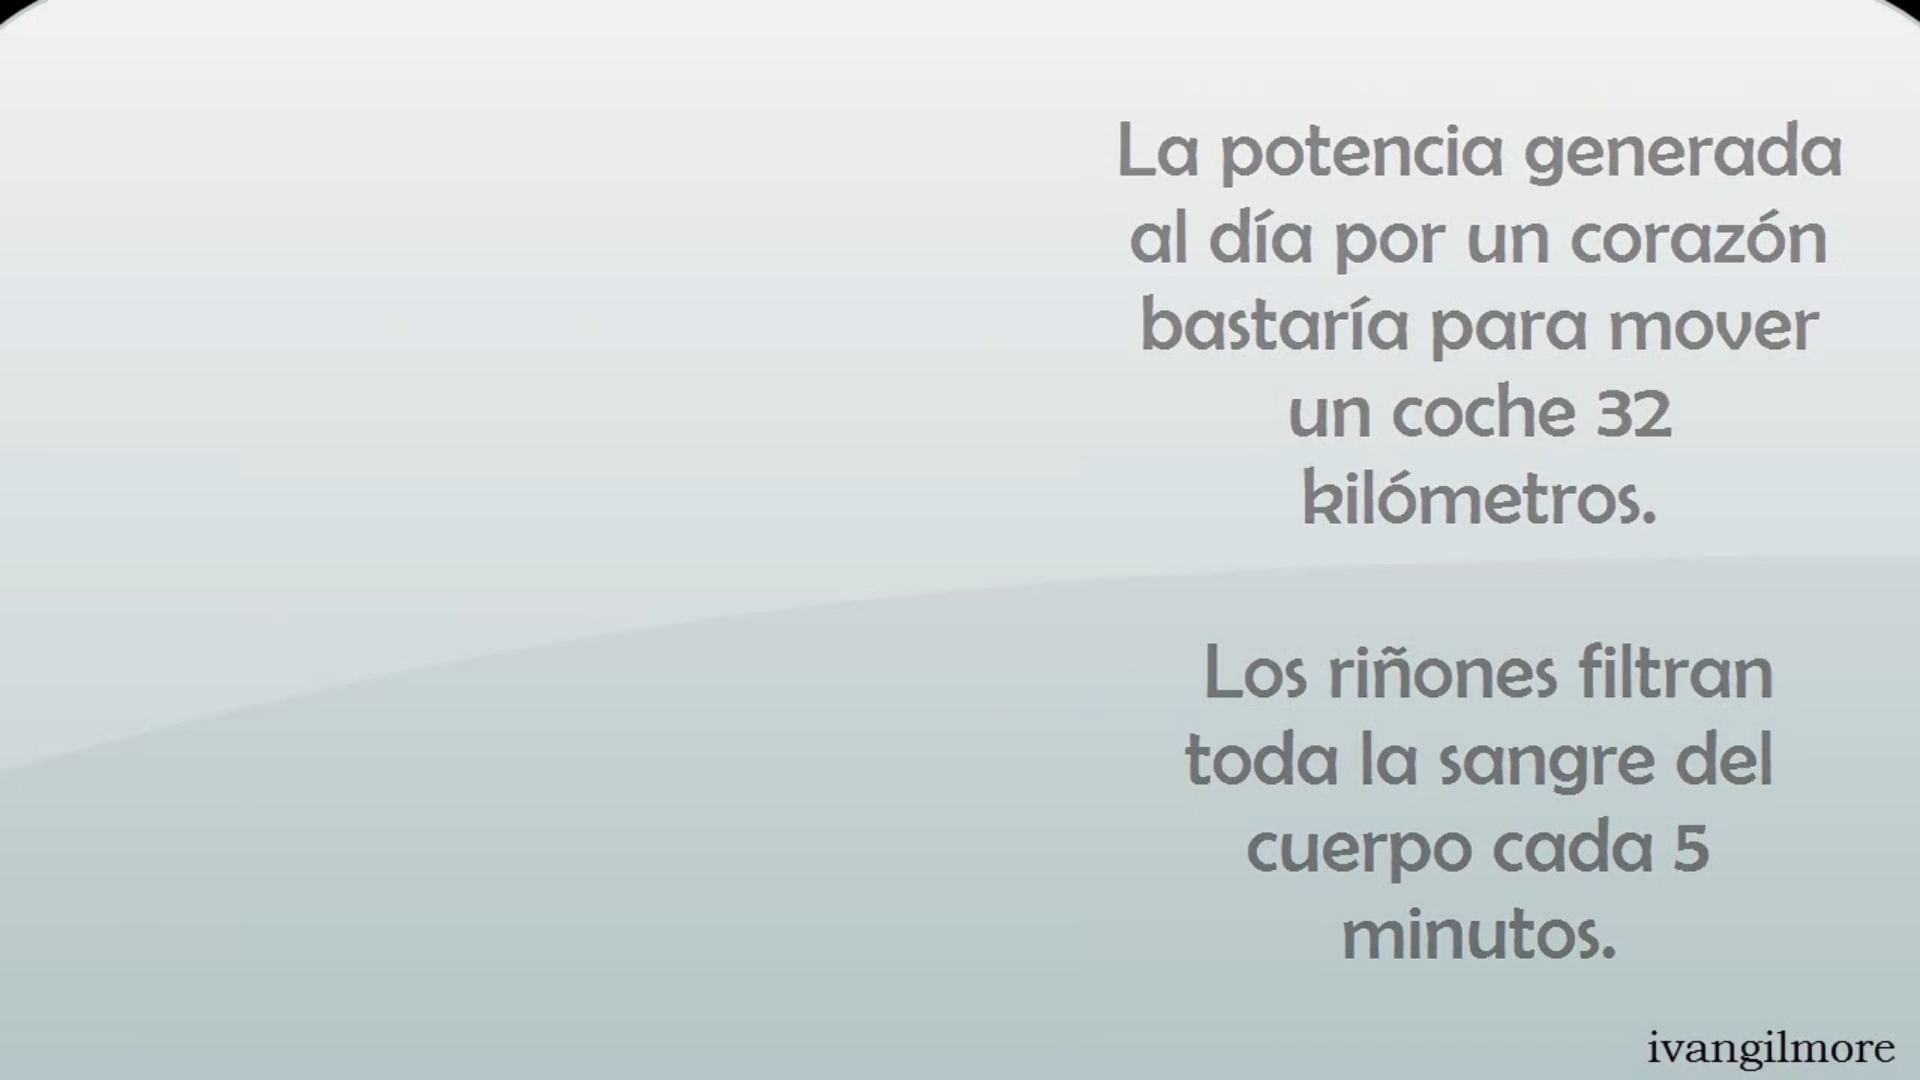 La potencia generada
al día por un corazón
bastaría para mover
un coche 32
kilómetros.
Los riñones filtran
toda la sangre del
cuerpo cada 5
minutos.
ivangilmore